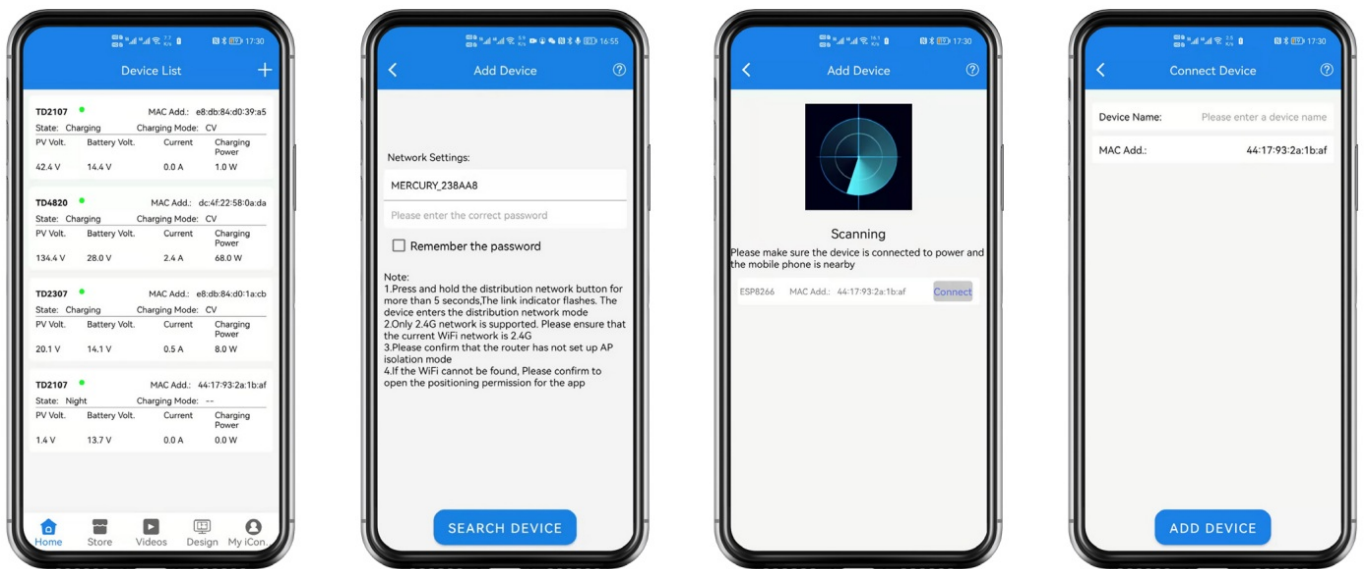 17:30
Device List
+
TD2107 MAC Add.: e8:db:84:d0:39:a5
State: Charging Charging Mode: CV
PV Volt. Battery Volt. Current Charging Power
42.4 V 14.4 V 0.0 A 1.0 W
TD4820 MAC Add.: dc:4f:22:58:0a:da
State: Charging Charging Mode: CV
PV Volt. Battery Volt. Current Charging Power
134.4 V 28.0 V 2.4 A 68.0 W
TD2307 MAC Add.: e8:db:84:d0:1a:cb
State: Charging Charging Mode: CV
PV Volt. Battery Volt. Current Charging Power
20.1 V 14.1 V 0.5 A 8.0 W
TD2107 MAC Add.: 44:17:93:2a:1b:af
State: Night Charging Mode: --
PV Volt. Battery Volt. Current Charging Power
1.4 V 13.7 V 0.0 A 0.0 W
Home Store Videos Design My iCon...
16:55
Add Device
Network Settings:
MERCURY_238AA8
Please enter the correct password
Remember the password
Note:
1.Press and hold the distribution network button for
more than 5 seconds,The link indicator flashes. The
device enters the distribution network mode
2.Only 2.4G network is supported. Please ensure that
the current WiFi network is 2.4G
3.Please confirm that the router has not set up AP
isolation mode
4.If the WiFi cannot be found, Please confirm to
open the positioning permission for the app
SEARCH DEVICE
17:30
Add Device
Scanning
Please make sure the device is connected to power and
the mobile phone is nearby
ESP8266 MAC Add.: 44:17:93:2a:1b:af Connect
17:30
Connect Device
Device Name: Please enter a device name
MAC Add.: 44:17:93:2a:1b:af
ADD DEVICE